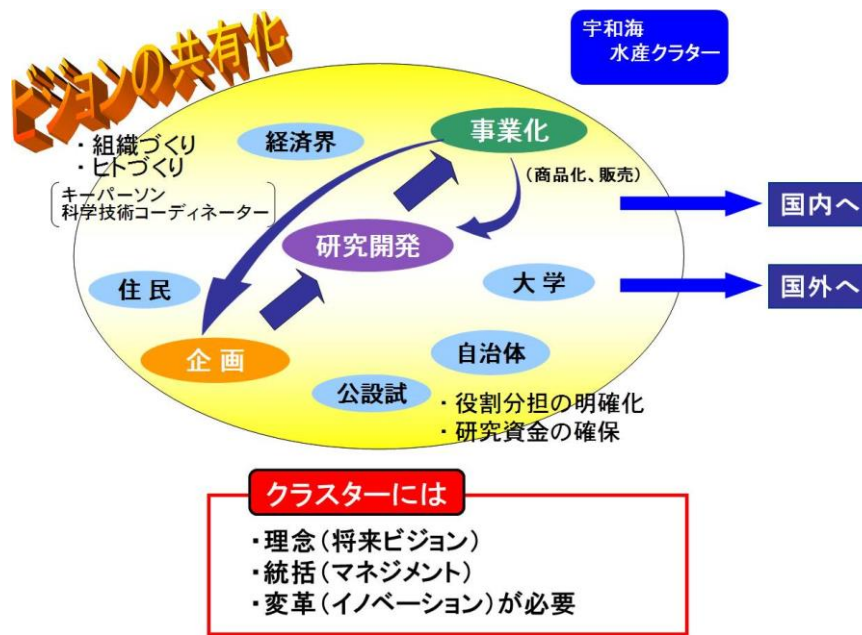 ビジョンの共有化
宇和海
水産クラター
・組織づくり
・ヒトづくり
キーパーソン
科学技術コーディネーター
経済界
事業化
(商品化、販売)
国内へ
研究開発
住民
大学
国外へ
企画
自治体
公設試
・役割分担の明確化
・研究資金の確保
クラスターには
・理念(将来ビジョン)
・統括(マネジメント)
・変革(イノベーション)が必要